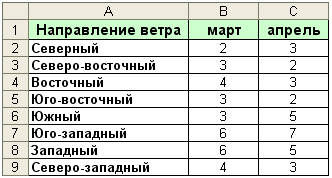 A B C
1 Направление ветра март апрель
2 Северный 2 3
3 Северо-восточный 3 2
4 Восточный 4 3
5 Юго-восточный 3 2
6 Южный 3 5
7 Юго-западный 6 7
8 Западный 6 5
9 Северо-западный 4 3